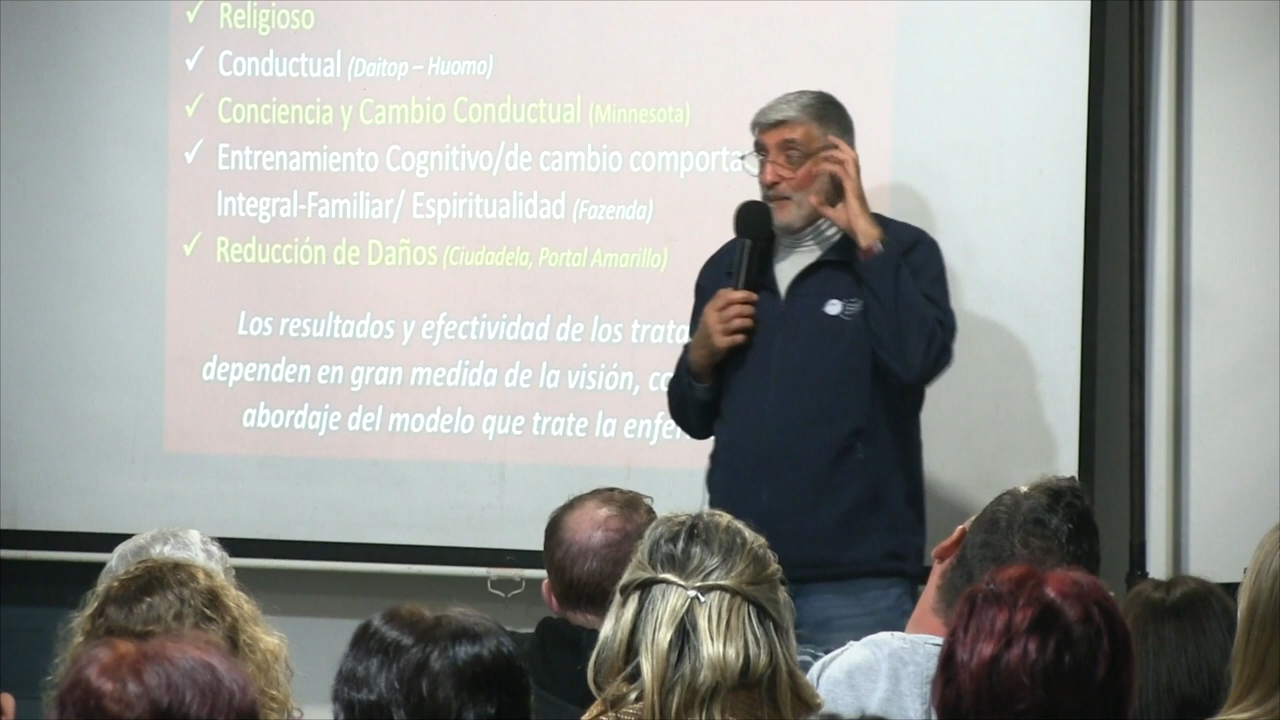 ✓ Religioso
✓ Conductual (Daitop – Huomo)
✓ Conciencia y Cambio Conductual (Minnesota)
✓ Entrenamiento Cognitivo/de cambio comporta
Integral-Familiar/ Espiritualidad (Fazenda)
✓ Reducción de Daños (Ciudadela, Portal Amarillo)
Los resultados y efectividad de los trata
dependen en gran medida de la visión, co
abordaje del modelo que trate la enfer